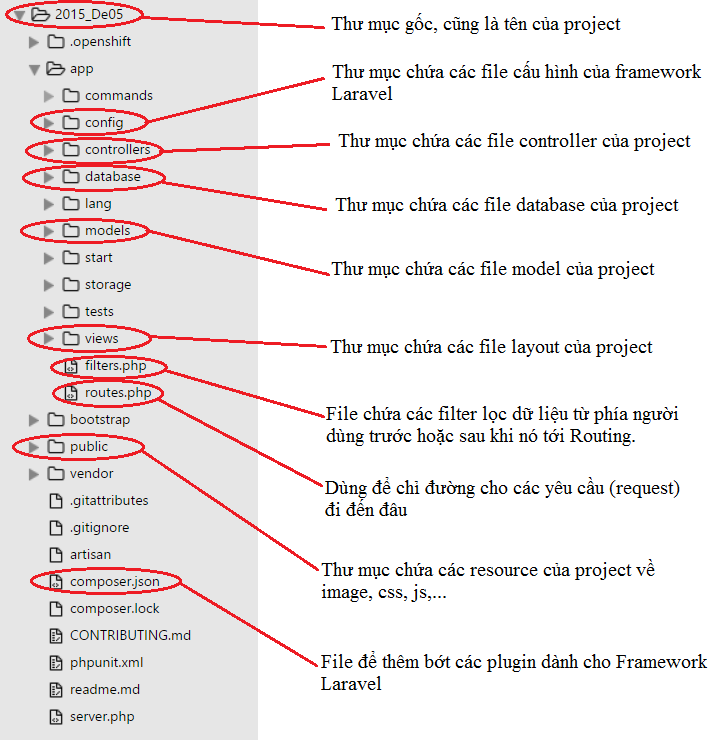 2015_De05
Thư mục gốc, cũng là tên của project
.openshift
app
Thư mục chứa các file cấu hình của framework
Laravel
commands
config
controllers
Thư mục chứa các file controller của project
database
Thư mục chứa các file database của project
lang
models
Thư mục chứa các file model của project
start
storage
tests
views
Thư mục chứa các file layout của project
filters.php
File chứa các filter lọc dữ liệu từ phía người
dùng trước hoặc sau khi nó tới Routing.
routes.php
Dùng để chỉ đường cho các yêu cầu (request)
đi đến đâu
bootstrap
public
Thư mục chứa các resource của project về
image, css, js,...
vendor
.gitattributes
.gitignore
artisan
composer.json
File để thêm bớt các plugin dành cho Framework
Laravel
composer.lock
CONTRIBUTING.md
phpunit.xml
readme.md
server.php